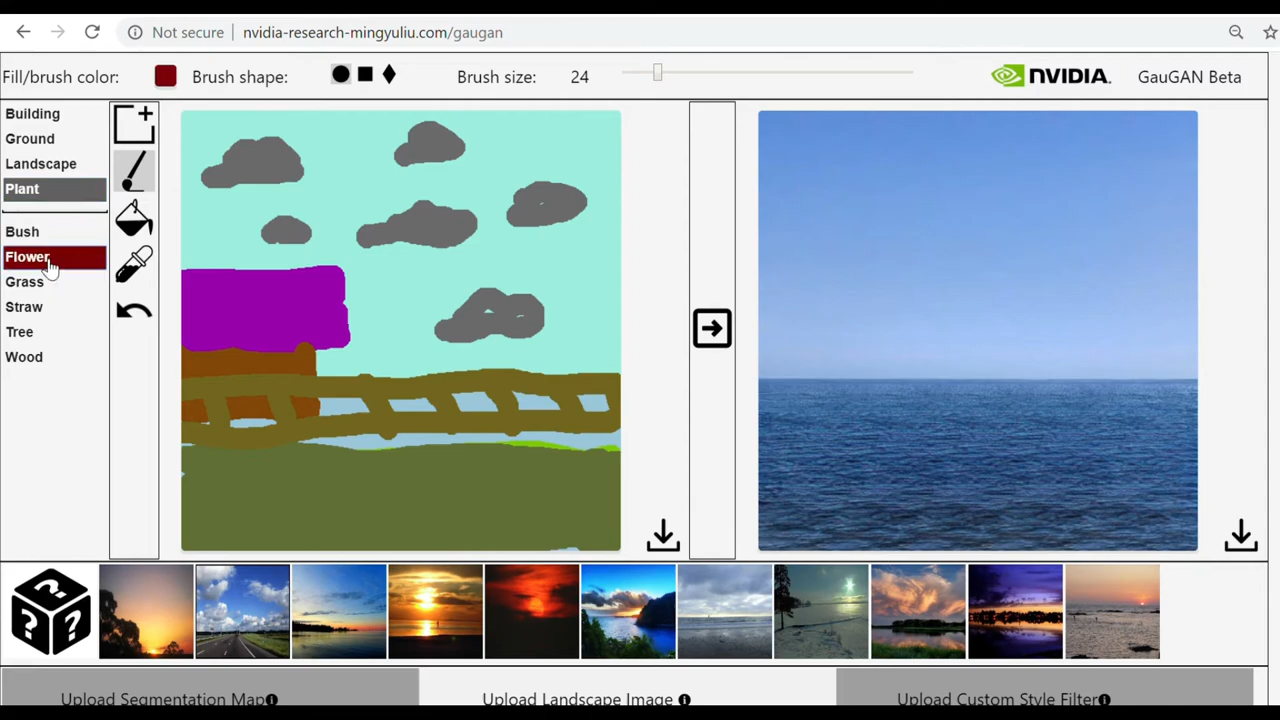 Not secure nvidia-research-mingyuliu.com/gaugan
Fill/brush color: Brush shape: Brush size: 24 NVIDIA. GauGAN Beta
Building
Ground
Landscape
Plant
Bush
Flower
Grass
Straw
Tree
Wood
? ? ?
Upload Segmentation Map Upload Landscape Image Upload Custom Style Filter